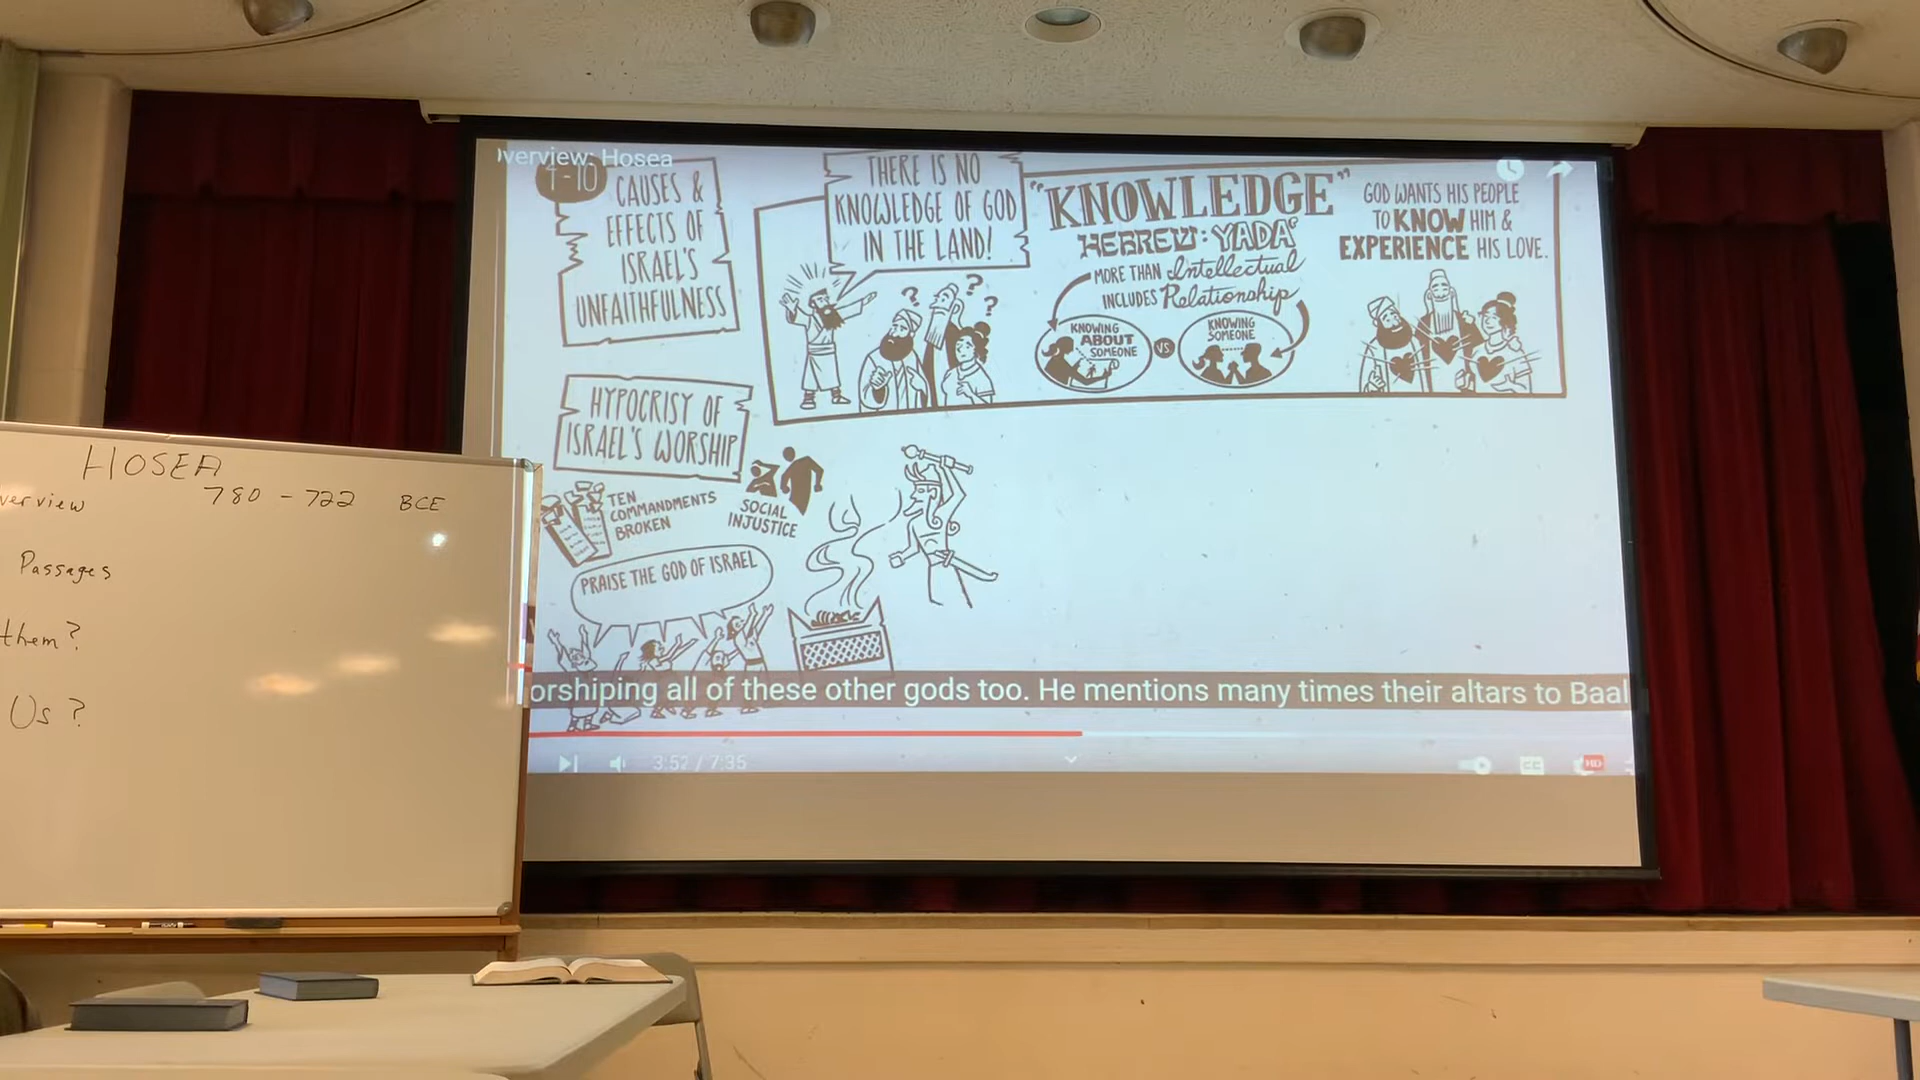 HOSEA
780 - 722 BCE
verview
Passages
them?
Us?
verview: Hosea
4-10
CAUSES &
EFFECTS OF
ISRAEL'S
UNFAITHFULNESS
THERE IS NO
KNOWLEDGE OF GOD
IN THE LAND!
? ? ?
"KNOWLEDGE"
HEBREW: YADA'
MORE THAN Intellectual
INCLUDES Relationship
KNOWING
ABOUT
SOMEONE
VS
KNOWING
SOMEONE
GOD WANTS HIS PEOPLE
TO KNOW HIM &
EXPERIENCE HIS LOVE.
HYPOCRISY OF
ISRAEL'S WORSHIP
TEN
COMMANDMENTS
BROKEN
SOCIAL
INJUSTICE
PRAISE THE GOD OF ISRAEL
orshiping all of these other gods too. He mentions many times their altars to Baal
3:52 / 7:35
CC
HD